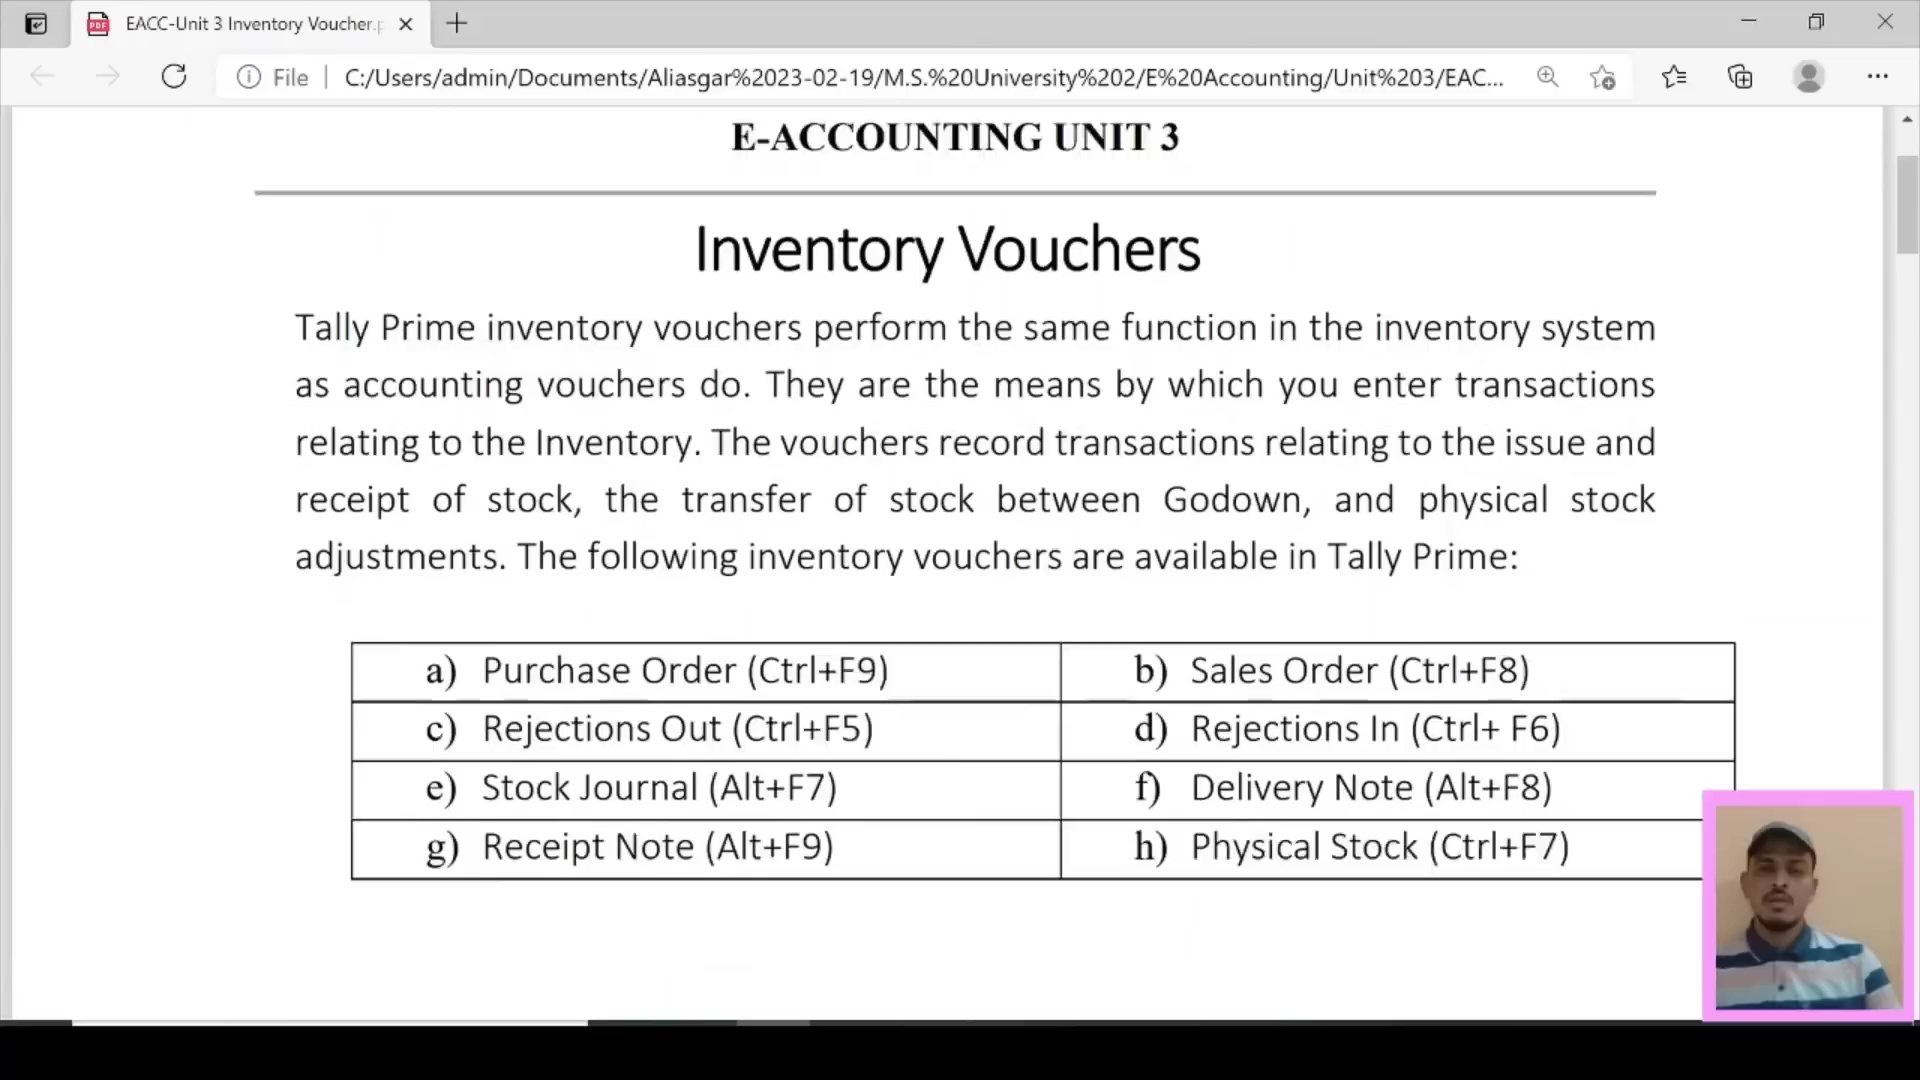 EACC-Unit 3 Inventory Voucher.p
File
C:/Users/admin/Documents/Aliasgar%2023-02-19/M.S.%20University%202/E%20Accounting/Unit%203/EAC...
E-ACCOUNTING UNIT 3
Inventory Vouchers
Tally Prime inventory vouchers perform the same function in the inventory system
as accounting vouchers do. They are the means by which you enter transactions
relating to the Inventory. The vouchers record transactions relating to the issue and
receipt of stock, the transfer of stock between Godown, and physical stock
adjustments. The following inventory vouchers are available in Tally Prime:
a) Purchase Order (Ctrl+F9) b) Sales Order (Ctrl+F8)
c) Rejections Out (Ctrl+F5) d) Rejections In (Ctrl+ F6)
e) Stock Journal (Alt+F7) f) Delivery Note (Alt+F8)
g) Receipt Note (Alt+F9) h) Physical Stock (Ctrl+F7)